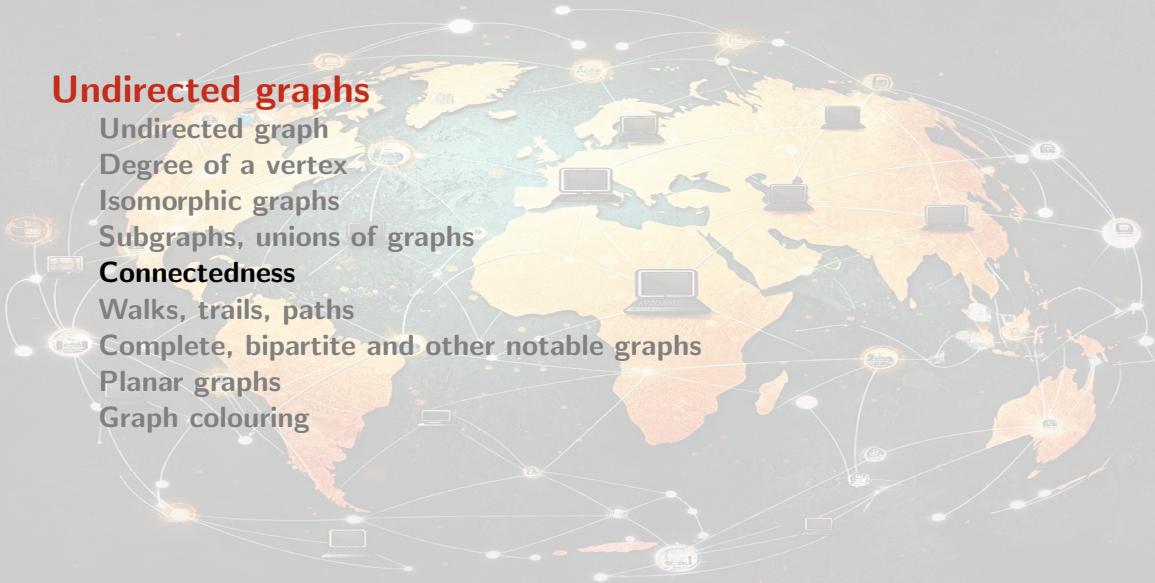 Undirected graphs
Undirected graph
Degree of a vertex
Isomorphic graphs
Subgraphs, unions of graphs
Connectedness
Walks, trails, paths
Complete, bipartite and other notable graphs
Planar graphs
Graph colouring